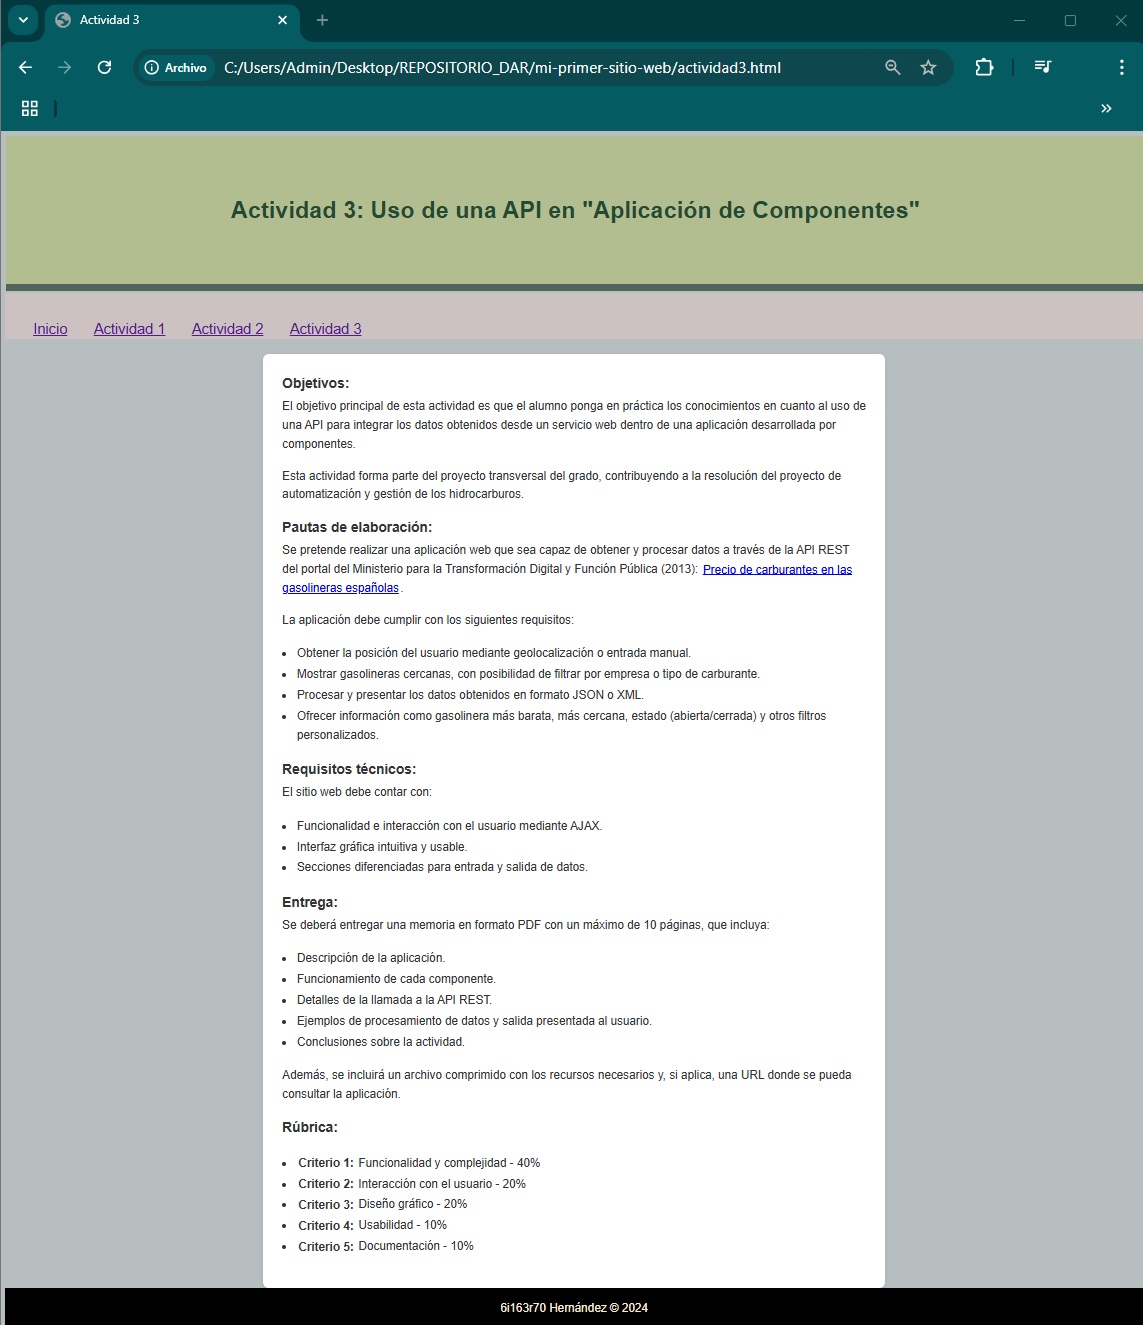 Actividad 3
Archivo
C:/Users/Admin/Desktop/REPOSITORIO_DAR/mi-primer-sitio-web/actividad3.html
Actividad 3: Uso de una API en "Aplicación de Componentes"
Inicio Actividad 1 Actividad 2 Actividad 3
Objetivos:
El objetivo principal de esta actividad es que el alumno ponga en práctica los conocimientos en cuanto al uso de
una API para integrar los datos obtenidos desde un servicio web dentro de una aplicación desarrollada por
componentes.
Esta actividad forma parte del proyecto transversal del grado, contribuyendo a la resolución del proyecto de
automatización y gestión de los hidrocarburos.
Pautas de elaboración:
Se pretende realizar una aplicación web que sea capaz de obtener y procesar datos a través de la API REST
del portal del Ministerio para la Transformación Digital y Función Pública (2013): Precio de carburantes en las
gasolineras españolas.
La aplicación debe cumplir con los siguientes requisitos:
• Obtener la posición del usuario mediante geolocalización o entrada manual.
• Mostrar gasolineras cercanas, con posibilidad de filtrar por empresa o tipo de carburante.
• Procesar y presentar los datos obtenidos en formato JSON o XML.
• Ofrecer información como gasolinera más barata, más cercana, estado (abierta/cerrada) y otros filtros
personalizados.
Requisitos técnicos:
El sitio web debe contar con:
• Funcionalidad e interacción con el usuario mediante AJAX.
• Interfaz gráfica intuitiva y usable.
• Secciones diferenciadas para entrada y salida de datos.
Entrega:
Se deberá entregar una memoria en formato PDF con un máximo de 10 páginas, que incluya:
• Descripción de la aplicación.
• Funcionamiento de cada componente.
• Detalles de la llamada a la API REST.
• Ejemplos de procesamiento de datos y salida presentada al usuario.
• Conclusiones sobre la actividad.
Además, se incluirá un archivo comprimido con los recursos necesarios y, si aplica, una URL donde se pueda
consultar la aplicación.
Rúbrica:
• Criterio 1: Funcionalidad y complejidad - 40%
• Criterio 2: Interacción con el usuario - 20%
• Criterio 3: Diseño gráfico - 20%
• Criterio 4: Usabilidad - 10%
• Criterio 5: Documentación - 10%
6i163r70 Hernández © 2024